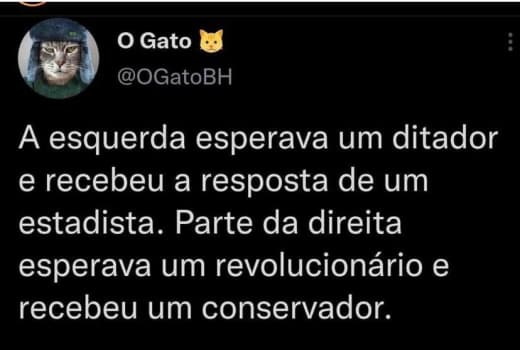 O Gato 🐱
@OGatoBH
A esquerda esperava um ditador
e recebeu a resposta de um
estadista. Parte da direita
esperava um revolucionário e
recebeu um conservador.